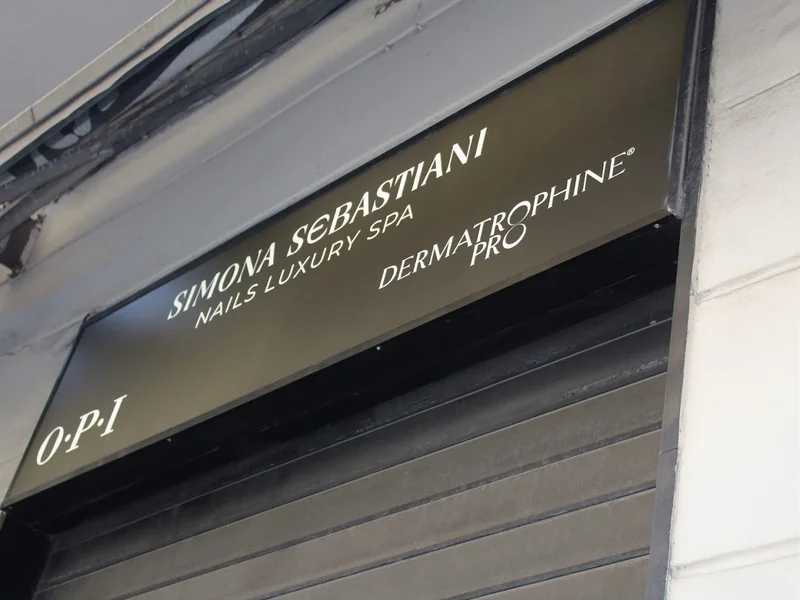 SIMONA SEBASTIANI
NAILS LUXURY SPA
DERMATROPHINE®
PRO
O·P·I